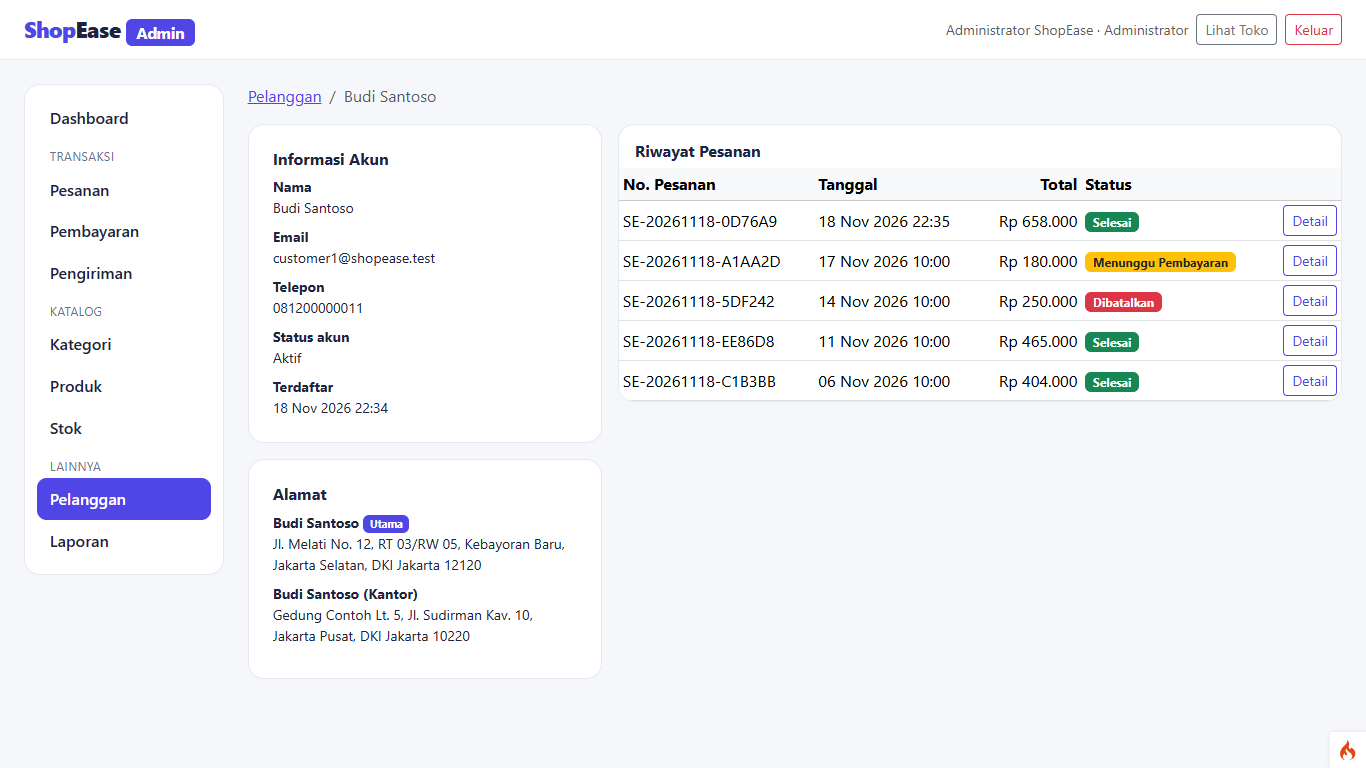 ShopEase Admin
Administrator ShopEase · Administrator Lihat Toko Keluar
Dashboard
TRANSAKSI
Pesanan
Pembayaran
Pengiriman
KATALOG
Kategori
Produk
Stok
LAINNYA
Pelanggan
Laporan
Pelanggan / Budi Santoso
Informasi Akun
Nama
Budi Santoso
Email
customer1@shopease.test
Telepon
081200000011
Status akun
Aktif
Terdaftar
18 Nov 2026 22:34
Alamat
Budi Santoso Utama
Jl. Melati No. 12, RT 03/RW 05, Kebayoran Baru,
Jakarta Selatan, DKI Jakarta 12120
Budi Santoso (Kantor)
Gedung Contoh Lt. 5, Jl. Sudirman Kav. 10,
Jakarta Pusat, DKI Jakarta 10220
Riwayat Pesanan
No. Pesanan Tanggal Total Status
SE-20261118-0D76A9 18 Nov 2026 22:35 Rp 658.000 Selesai Detail
SE-20261118-A1AA2D 17 Nov 2026 10:00 Rp 180.000 Menunggu Pembayaran Detail
SE-20261118-5DF242 14 Nov 2026 10:00 Rp 250.000 Dibatalkan Detail
SE-20261118-EE86D8 11 Nov 2026 10:00 Rp 465.000 Selesai Detail
SE-20261118-C1B3BB 06 Nov 2026 10:00 Rp 404.000 Selesai Detail